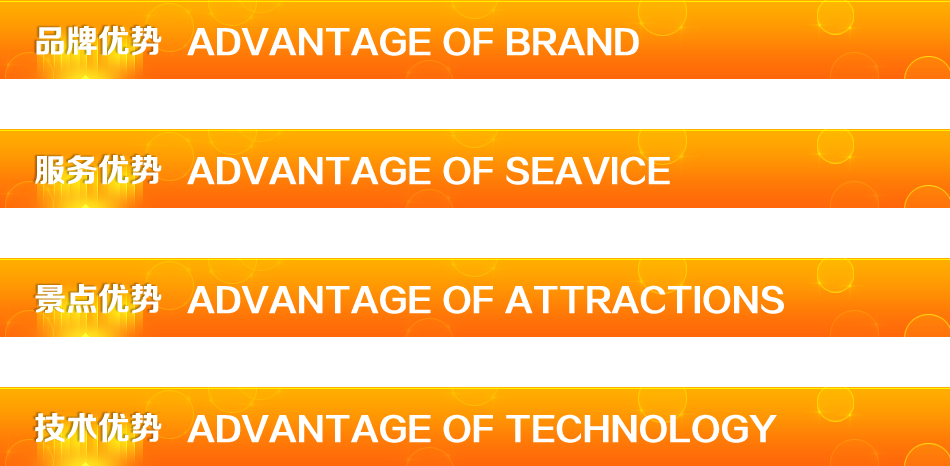 品牌优势 ADVANTAGE OF BRAND
服务优势 ADVANTAGE OF SEAVICE
景点优势 ADVANTAGE OF ATTRACTIONS
技术优势 ADVANTAGE OF TECHNOLOGY